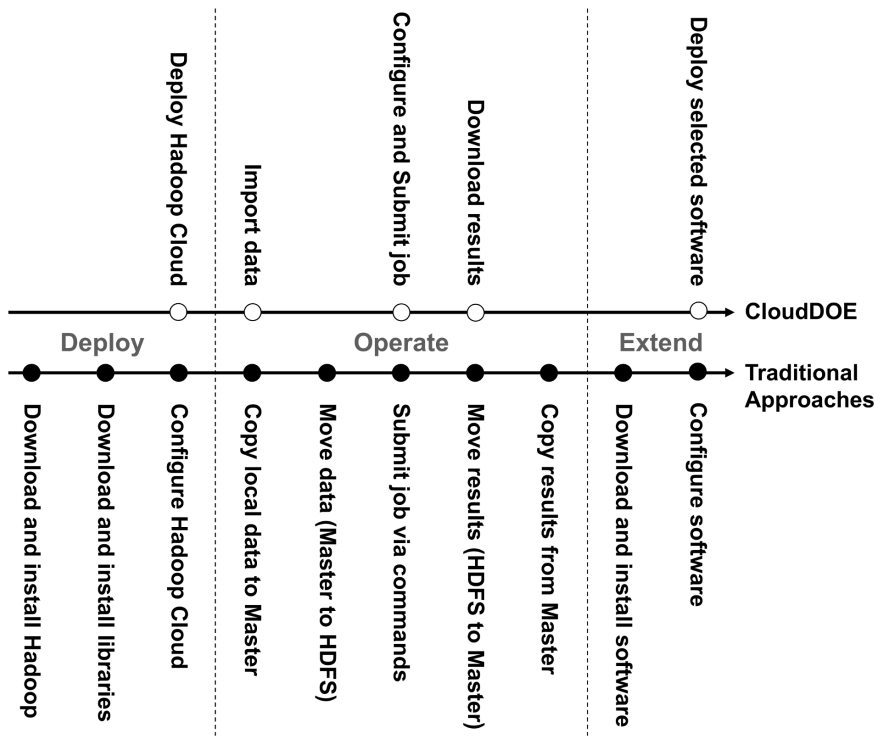 Deploy Hadoop Cloud
Import data
Configure and Submit job
Download results
Deploy selected software
CloudDOE
Deploy
Operate
Extend
Traditional
Approaches
Download and install Hadoop
Download and install libraries
Configure Hadoop Cloud
Copy local data to Master
Move data (Master to HDFS)
Submit job via commands
Move results (HDFS to Master)
Copy results from Master
Download and install software
Configure software